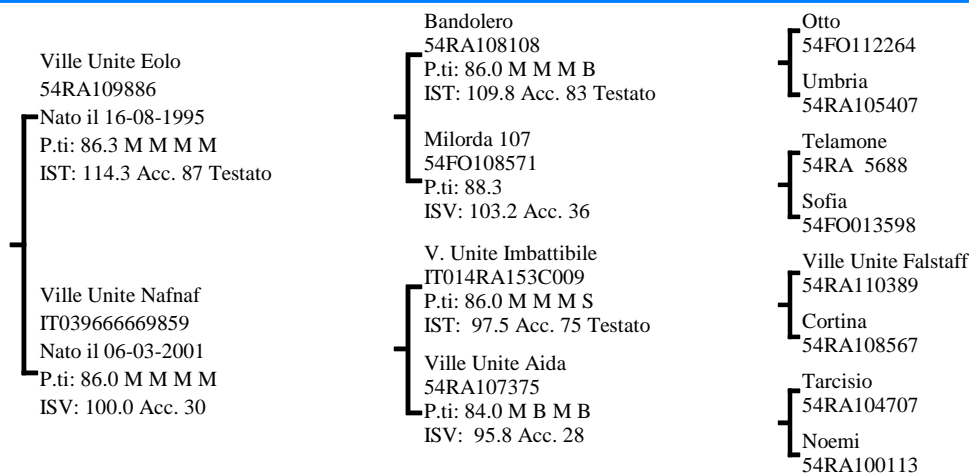 Ville Unite Eolo
54RA109886
Nato il 16-08-1995
P.ti: 86.3 M M M M
IST: 114.3 Acc. 87 Testato
Ville Unite Nafnaf
IT039666669859
Nato il 06-03-2001
P.ti: 86.0 M M M M
ISV: 100.0 Acc. 30
Bandolero
54RA108108
P.ti: 86.0 M M M B
IST: 109.8 Acc. 83 Testato
Milorda 107
54FO108571
P.ti: 88.3
ISV: 103.2 Acc. 36
V. Unite Imbattibile
IT014RA153C009
P.ti: 86.0 M M M S
IST: 97.5 Acc. 75 Testato
Ville Unite Aida
54RA107375
P.ti: 84.0 M B M B
ISV: 95.8 Acc. 28
Otto
54FO112264
Umbria
54RA105407
Telamone
54RA 5688
Sofia
54FO013598
Ville Unite Falstaff
54RA110389
Cortina
54RA108567
Tarcisio
54RA104707
Noemi
54RA100113